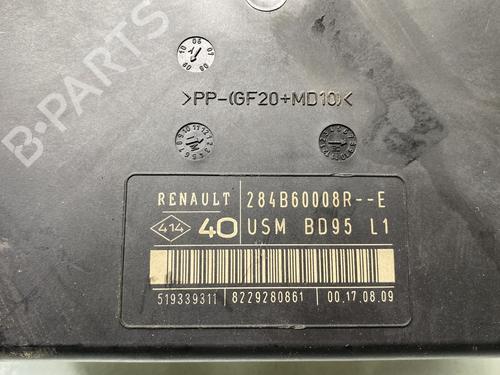 B-PARTS
>PP-(GF20+MD10)<
RENAULT 284B60008R--E
414 40 USM BD95 L1
519339311 8229280861 00.17.08.09